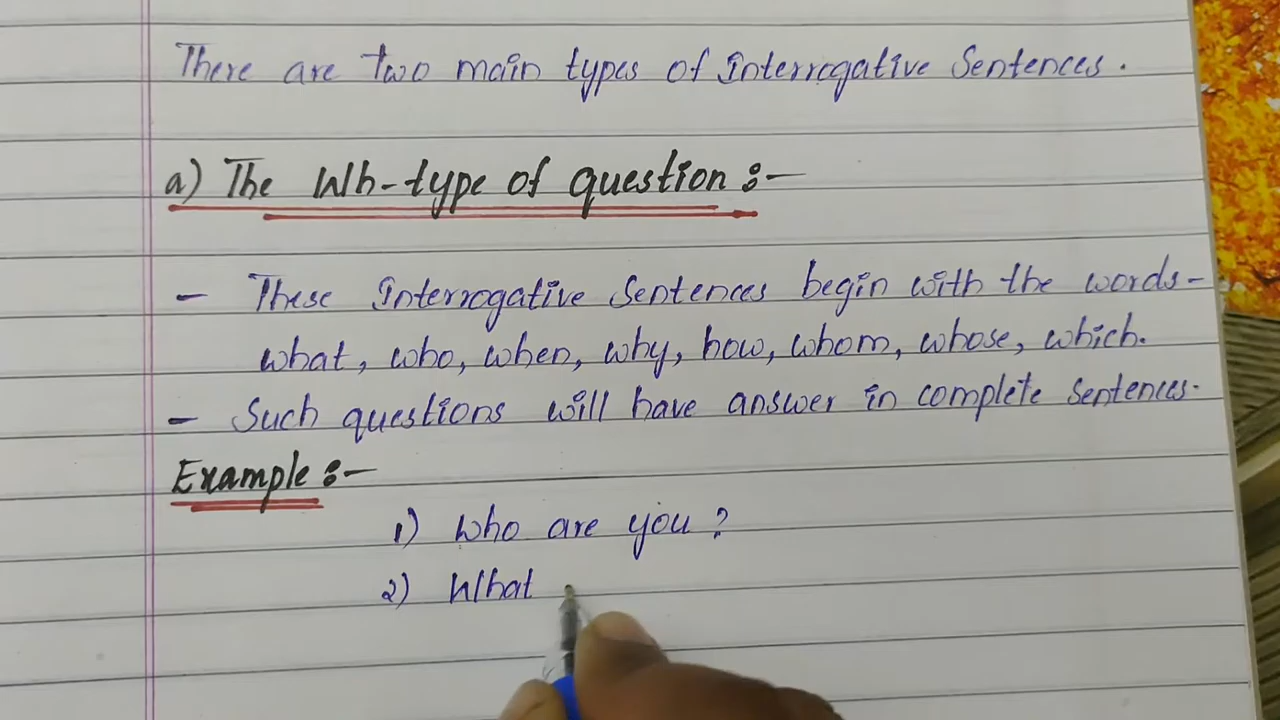 There are two main types of Interrogative Sentences.
a) The Wh-type of question :-
- These Interrogative Sentences begin with the words-
what, who, when, why, how, whom, whose, which.
- Such questions will have answer in complete Sentences.
Example :-
1) Who are you ?
2) What